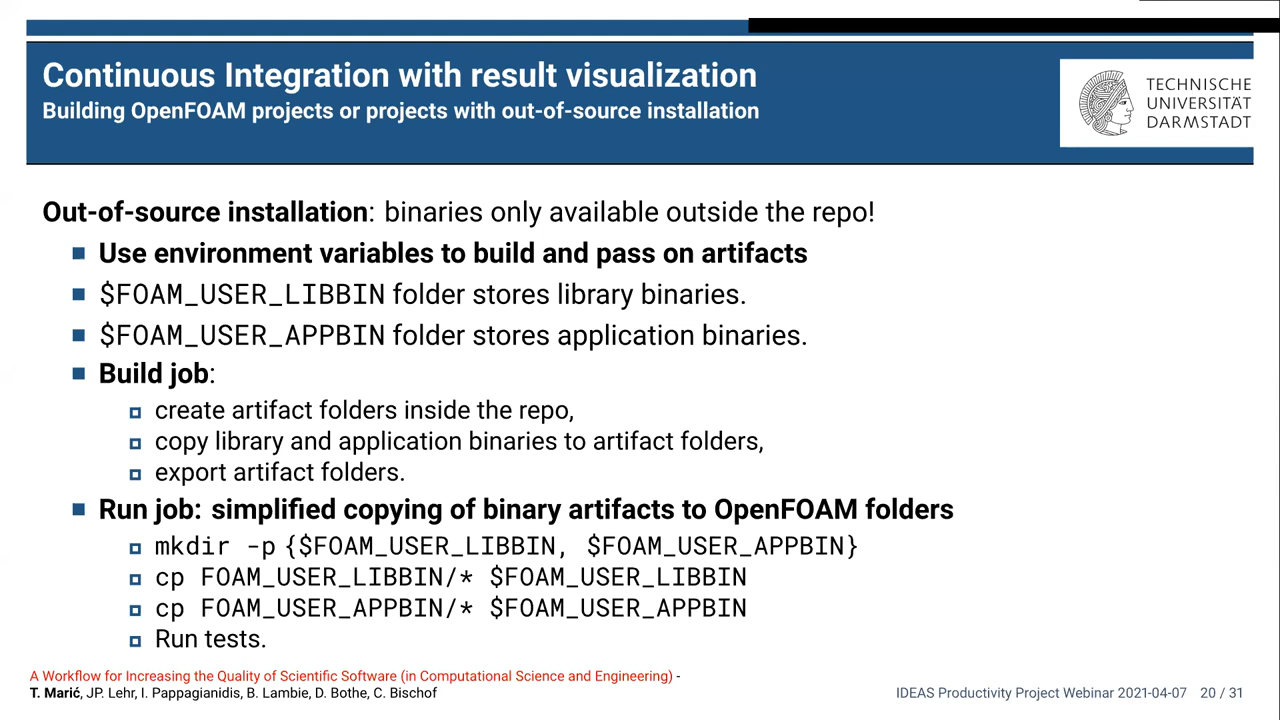 Continuous Integration with result visualization
Building OpenFOAM projects or projects with out-of-source installation
TECHNISCHE
UNIVERSITÄT
DARMSTADT
Out-of-source installation: binaries only available outside the repo!
Use environment variables to build and pass on artifacts
$FOAM_USER_LIBBIN folder stores library binaries.
$FOAM_USER_APPBIN folder stores application binaries.
Build job:
create artifact folders inside the repo,
copy library and application binaries to artifact folders,
export artifact folders.
Run job: simplified copying of binary artifacts to OpenFOAM folders
mkdir -p {$FOAM_USER_LIBBIN, $FOAM_USER_APPBIN}
cp FOAM_USER_LIBBIN/* $FOAM_USER_LIBBIN
cp FOAM_USER_APPBIN/* $FOAM_USER_APPBIN
Run tests.
A Workflow for Increasing the Quality of Scientific Software (in Computational Science and Engineering) -
T. Marić, JP. Lehr, I. Pappagianidis, B. Lambie, D. Bothe, C. Bischof
IDEAS Productivity Project Webinar 2021-04-07 20 / 31